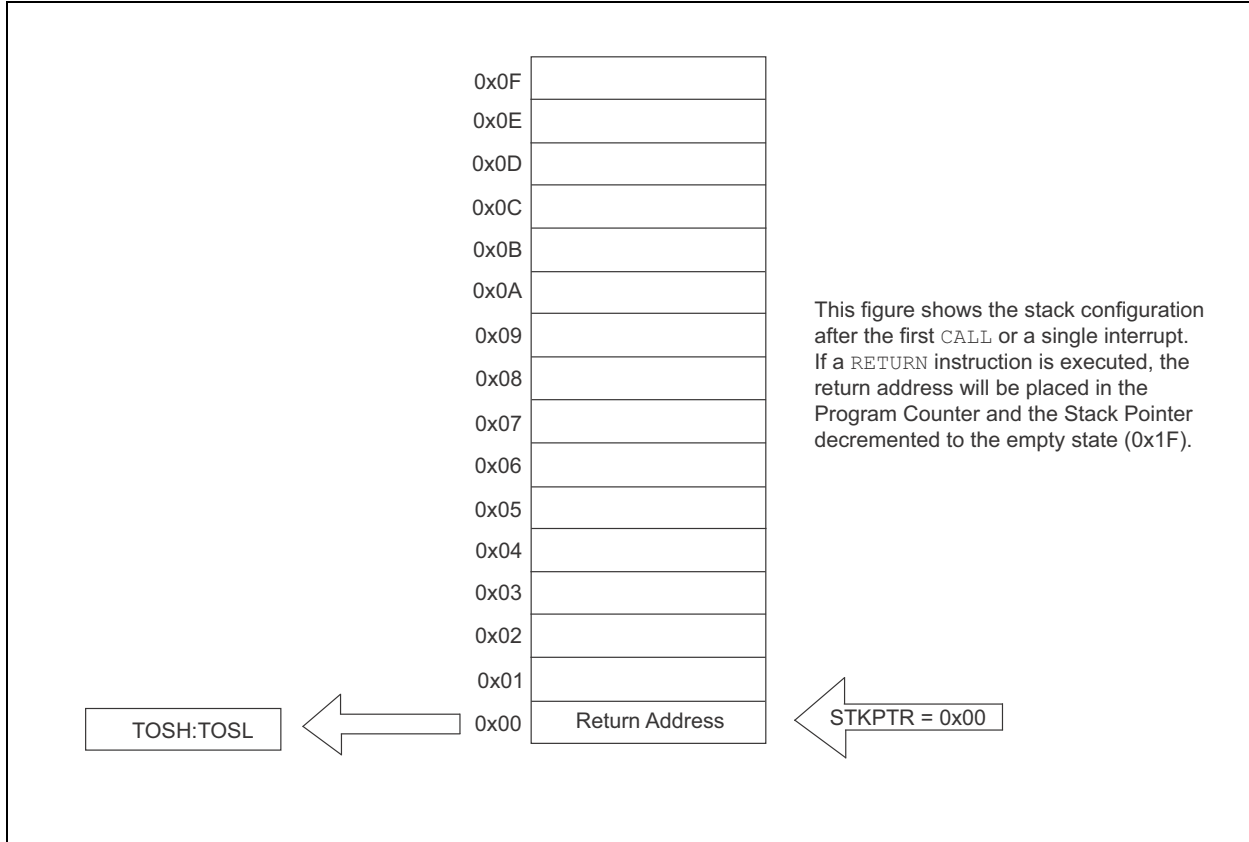 0x0F
0x0E
0x0D
0x0C
0x0B
0x0A
0x09
0x08
0x07
0x06
0x05
0x04
0x03
0x02
0x01
0x00
Return Address
TOSH:TOSL
STKPTR = 0x00
This figure shows the stack configuration
after the first CALL or a single interrupt.
If a RETURN instruction is executed, the
return address will be placed in the
Program Counter and the Stack Pointer
decremented to the empty state (0x1F).